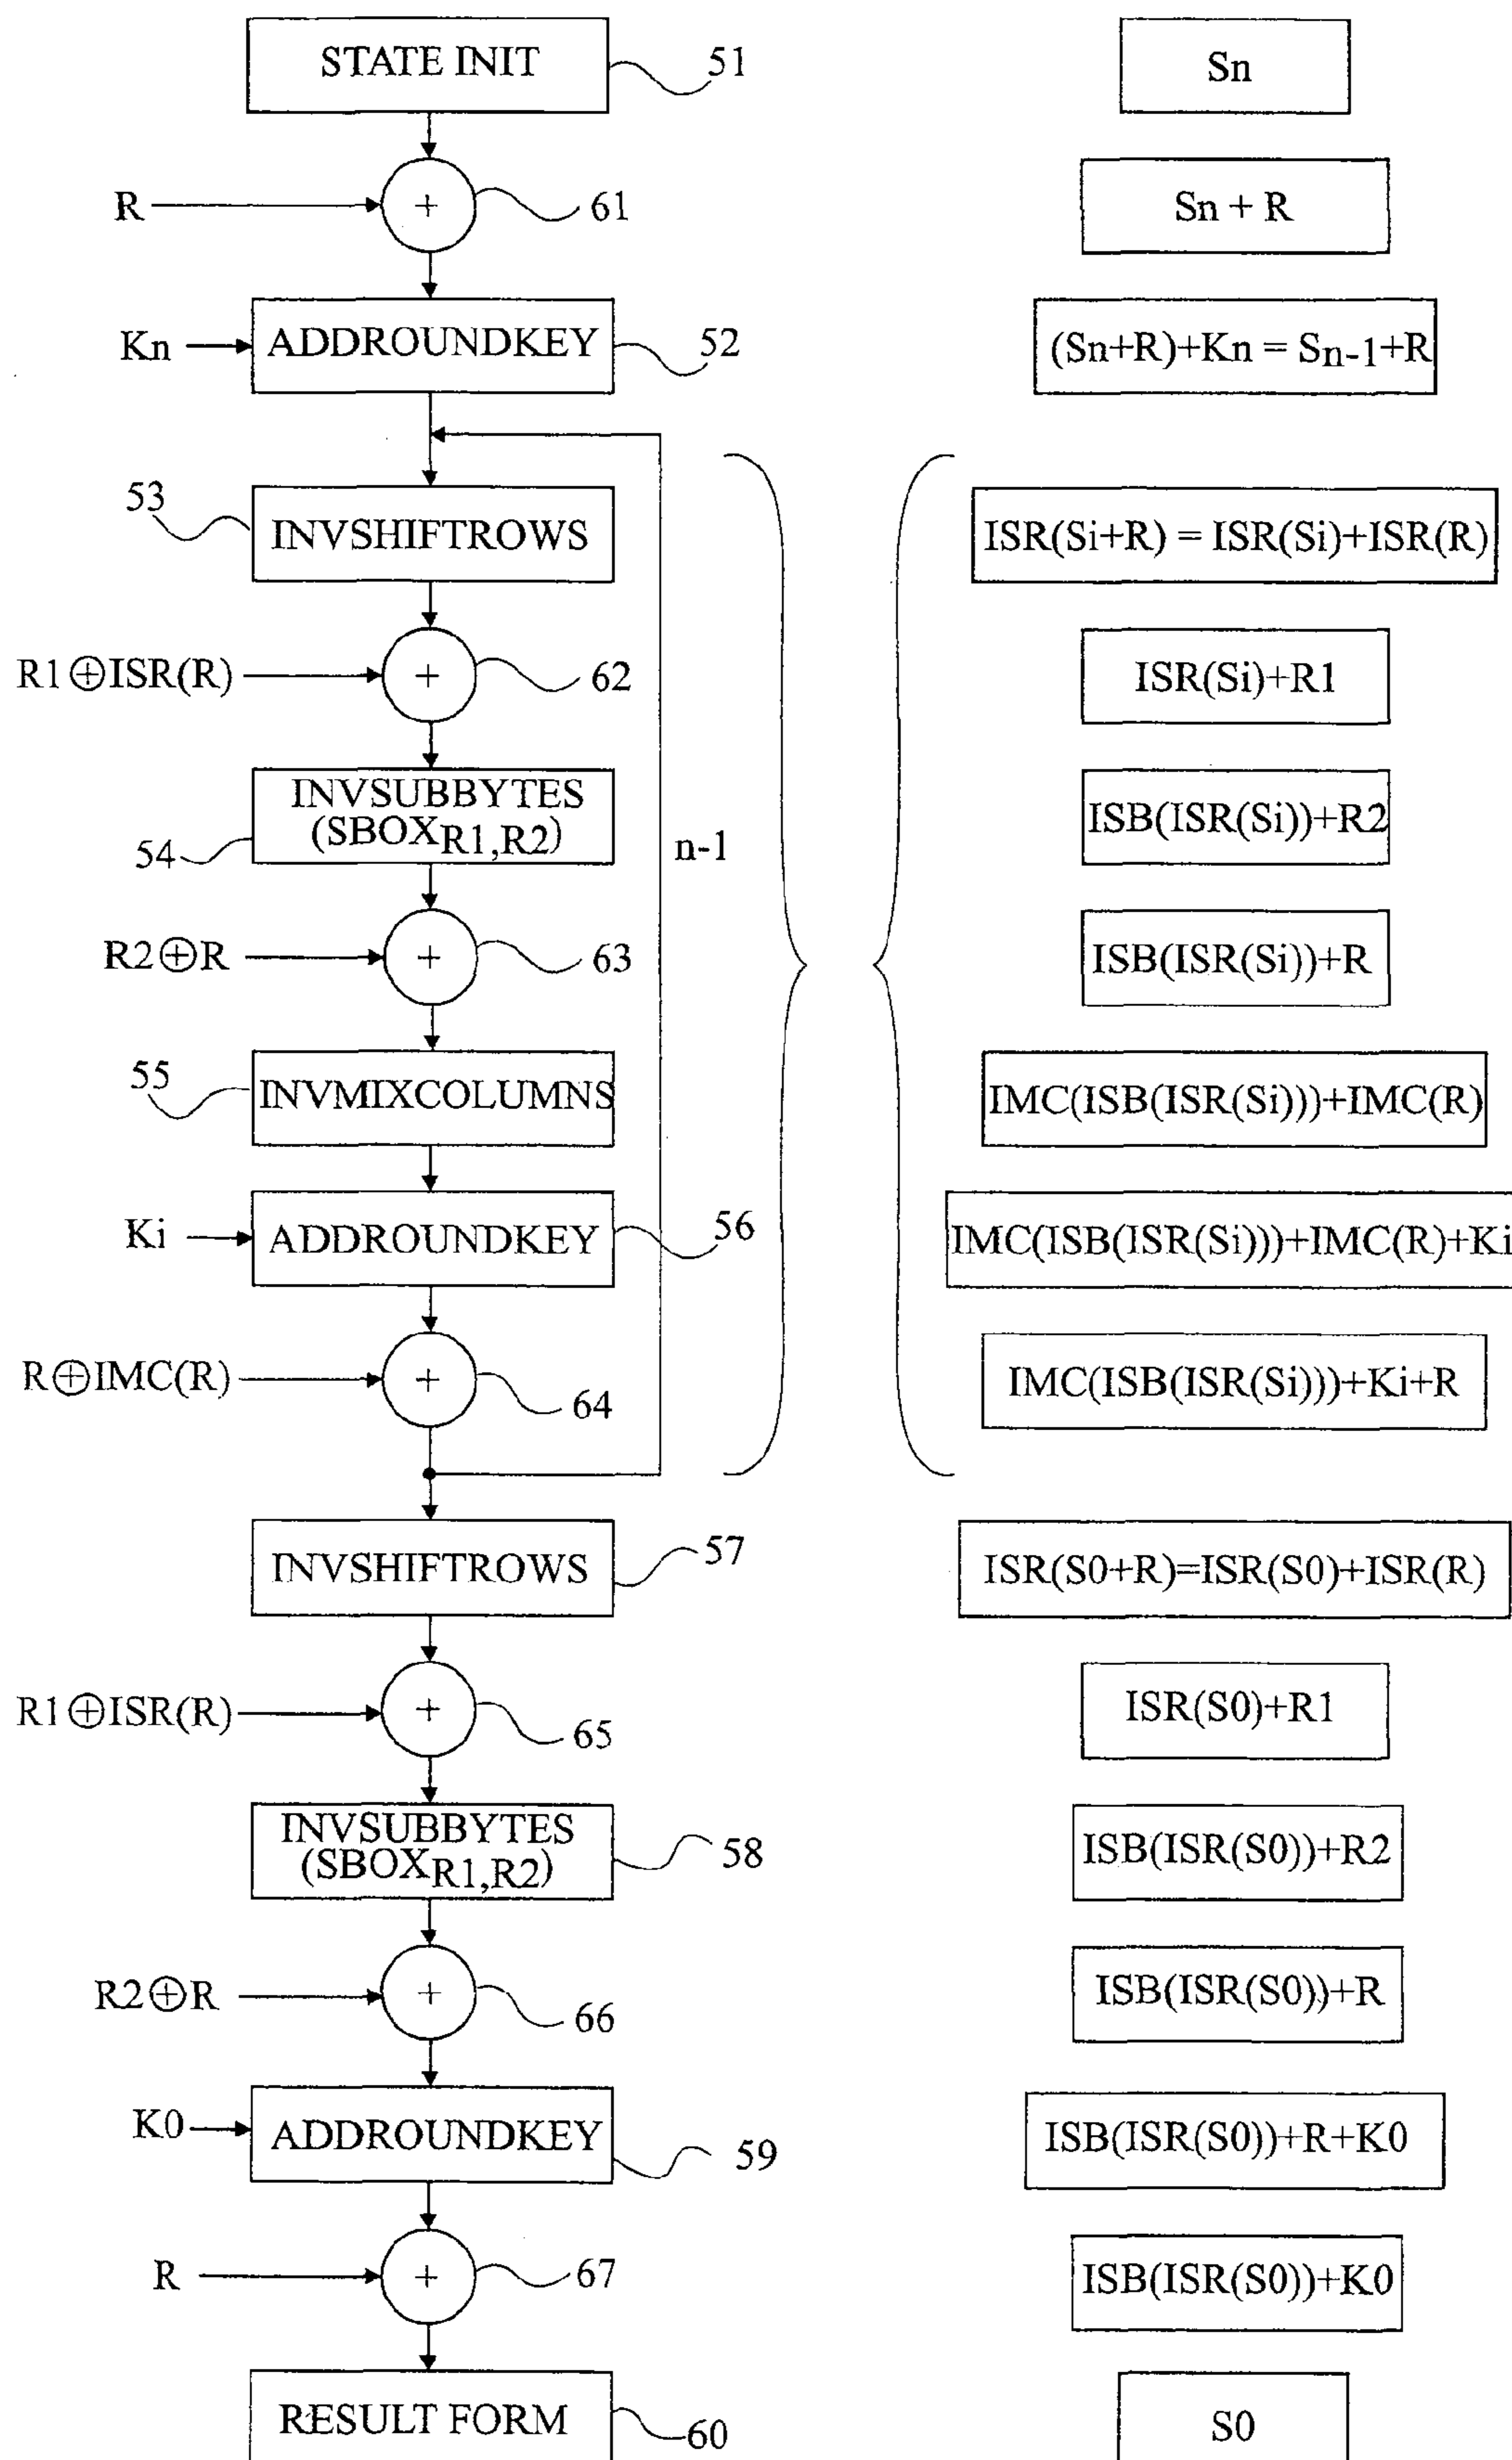 STATE INIT 51 Sn
R + 61 Sn + R
Kn ADDROUNDKEY 52 (Sn+R)+Kn = Sn-1+R
53 INVSHIFTROWS ISR(Si+R) = ISR(Si)+ISR(R)
R1⊕ISR(R) + 62 ISR(Si)+R1
INVSUBBYTES
(SBOXR1,R2) 54 n-1 ISB(ISR(Si))+R2
R2⊕R + 63 ISB(ISR(Si))+R
55 INVMIXCOLUMNS IMC(ISB(ISR(Si)))+IMC(R)
Ki ADDROUNDKEY 56 IMC(ISB(ISR(Si)))+IMC(R)+Ki
R⊕IMC(R) + 64 IMC(ISB(ISR(Si)))+Ki+R
INVSHIFTROWS 57 ISR(S0+R)=ISR(S0)+ISR(R)
R1⊕ISR(R) + 65 ISR(S0)+R1
INVSUBBYTES
(SBOXR1,R2) 58 ISB(ISR(S0))+R2
R2⊕R + 66 ISB(ISR(S0))+R
K0 ADDROUNDKEY 59 ISB(ISR(S0))+R+K0
R + 67 ISB(ISR(S0))+K0
RESULT FORM 60 S0